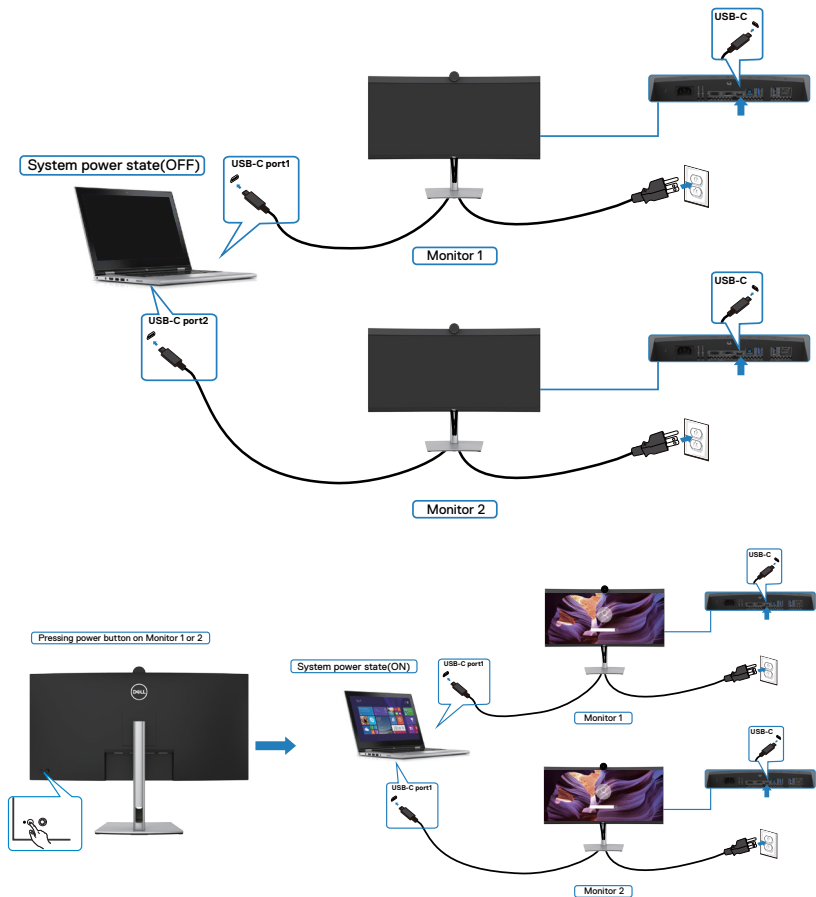 USB-C
System power state(OFF)
USB-C port1
Monitor 1
USB-C
USB-C port2
Monitor 2
USB-C
Pressing power button on Monitor 1 or 2
System power state(ON)
USB-C port1
DELL
Monitor 1
USB-C
USB-C port1
Monitor 2